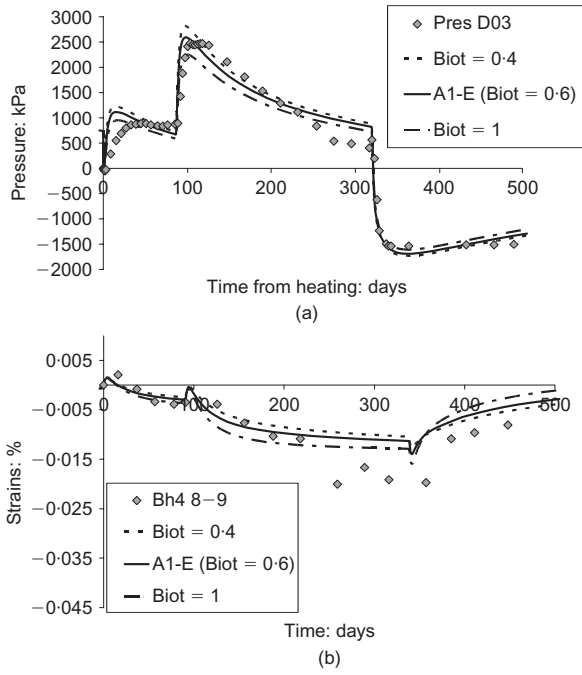 3000
2500
2000
1500
1000
500
0
−500
−1000
−1500
−2000
Pressure: kPa
0 100 200 300 400 500
Pres D03
Biot = 0·4
A1-E (Biot = 0·6)
Biot = 1
Time from heating: days
(a)
0·005
−0·005
−0·015
−0·025
−0·035
−0·045
Strains: %
0 100 200 300 400 500
Bh4 8−9
Biot = 0·4
A1-E (Biot = 0·6)
Biot = 1
Time: days
(b)